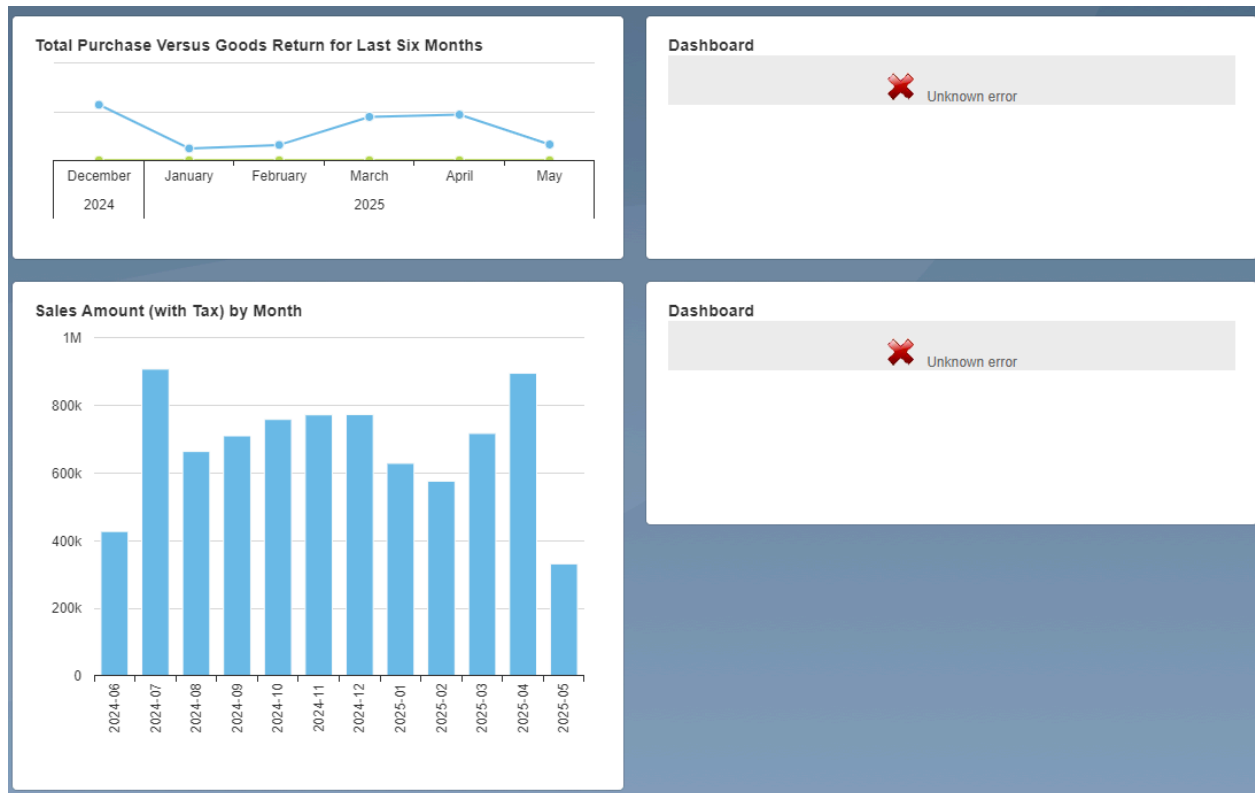 Total Purchase Versus Goods Return for Last Six Months
December January February March April May
2024 2025
Dashboard
Unknown error
Sales Amount (with Tax) by Month
1M
800k
600k
400k
200k
0
2024-06
2024-07
2024-08
2024-09
2024-10
2024-11
2024-12
2025-01
2025-02
2025-03
2025-04
2025-05
Dashboard
Unknown error